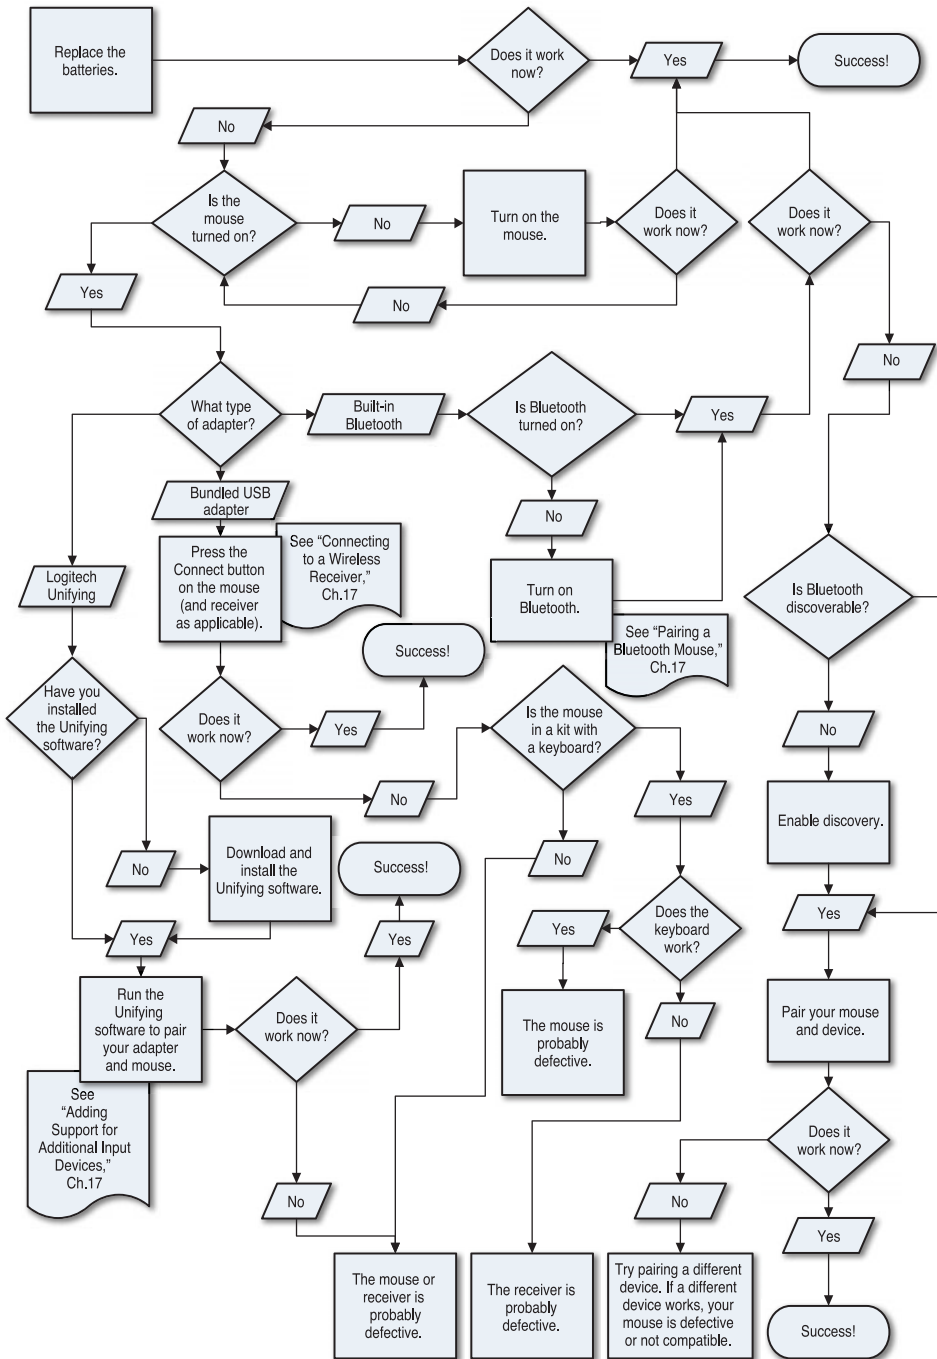 Replace the
batteries.
Does it work
now?
Yes
Success!
No
Is the
mouse
turned on?
No
Turn on the
mouse.
Does it
work now?
Does it
work now?
Yes
No
No
What type
of adapter?
Built-in
Bluetooth
Is Bluetooth
turned on?
Yes
Bundled USB
adapter
No
Logitech
Unifying
Press the
Connect button
on the mouse
(and receiver
as applicable).
See “Connecting
to a Wireless
Receiver,”
Ch.17
Turn on
Bluetooth.
Is Bluetooth
discoverable?
See “Pairing a
Bluetooth Mouse,”
Ch.17
Success!
Have you
installed
the Unifying
software?
Does it
work now?
Yes
Is the mouse
in a kit with
a keyboard?
No
No
Yes
Enable discovery.
No
Download and
install the
Unifying software.
Success!
No
Yes
Yes
Yes
Does the
keyboard
work?
Yes
Run the
Unifying
software to pair
your adapter
and mouse.
Does it
work now?
The mouse is
probably
defective.
No
Pair your mouse
and device.
See
“Adding
Support for
Additional Input
Devices,”
Ch.17
Does it
work now?
No
No
Yes
The mouse or
receiver is
probably
defective.
The receiver is
probably
defective.
Try pairing a different
device. If a different
device works, your
mouse is defective
or not compatible.
Success!